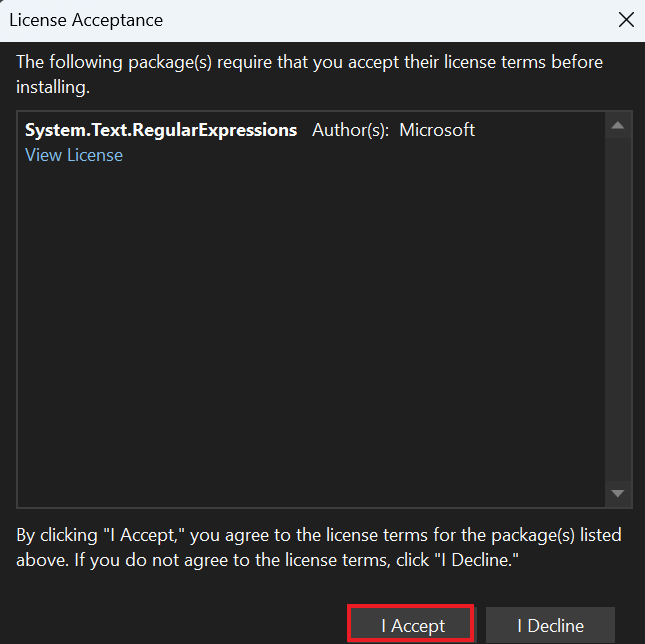 License Acceptance
The following package(s) require that you accept their license terms before
installing.
System.Text.RegularExpressions Author(s): Microsoft
View License
By clicking "I Accept," you agree to the license terms for the package(s) listed
above. If you do not agree to the license terms, click "I Decline."
I Accept I Decline